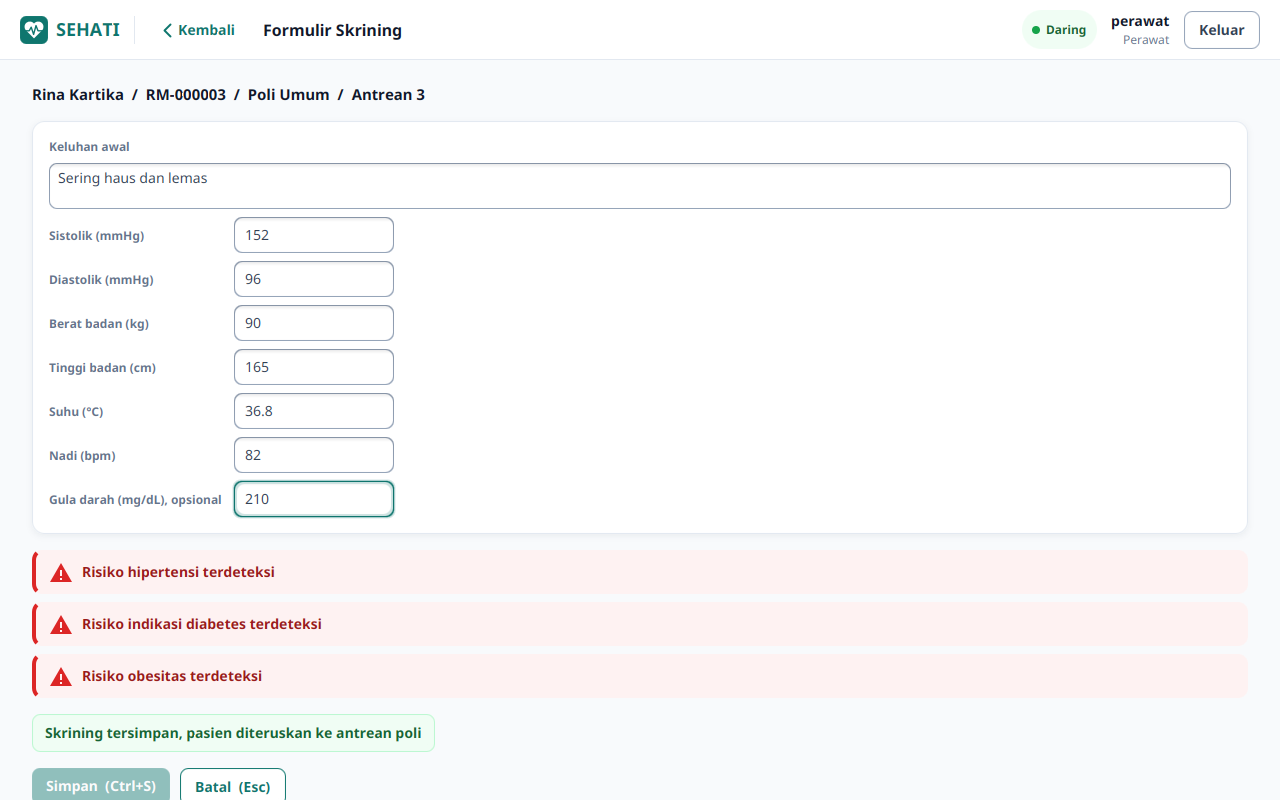 SEHATI
Kembali
Formulir Skrining
Daring
perawat
Perawat
Keluar
Rina Kartika / RM-000003 / Poli Umum / Antrean 3
Keluhan awal
Sering haus dan lemas
Sistolik (mmHg) 152
Diastolik (mmHg) 96
Berat badan (kg) 90
Tinggi badan (cm) 165
Suhu (°C) 36.8
Nadi (bpm) 82
Gula darah (mg/dL), opsional 210
Risiko hipertensi terdeteksi
Risiko indikasi diabetes terdeteksi
Risiko obesitas terdeteksi
Skrining tersimpan, pasien diteruskan ke antrean poli
Simpan (Ctrl+S)
Batal (Esc)